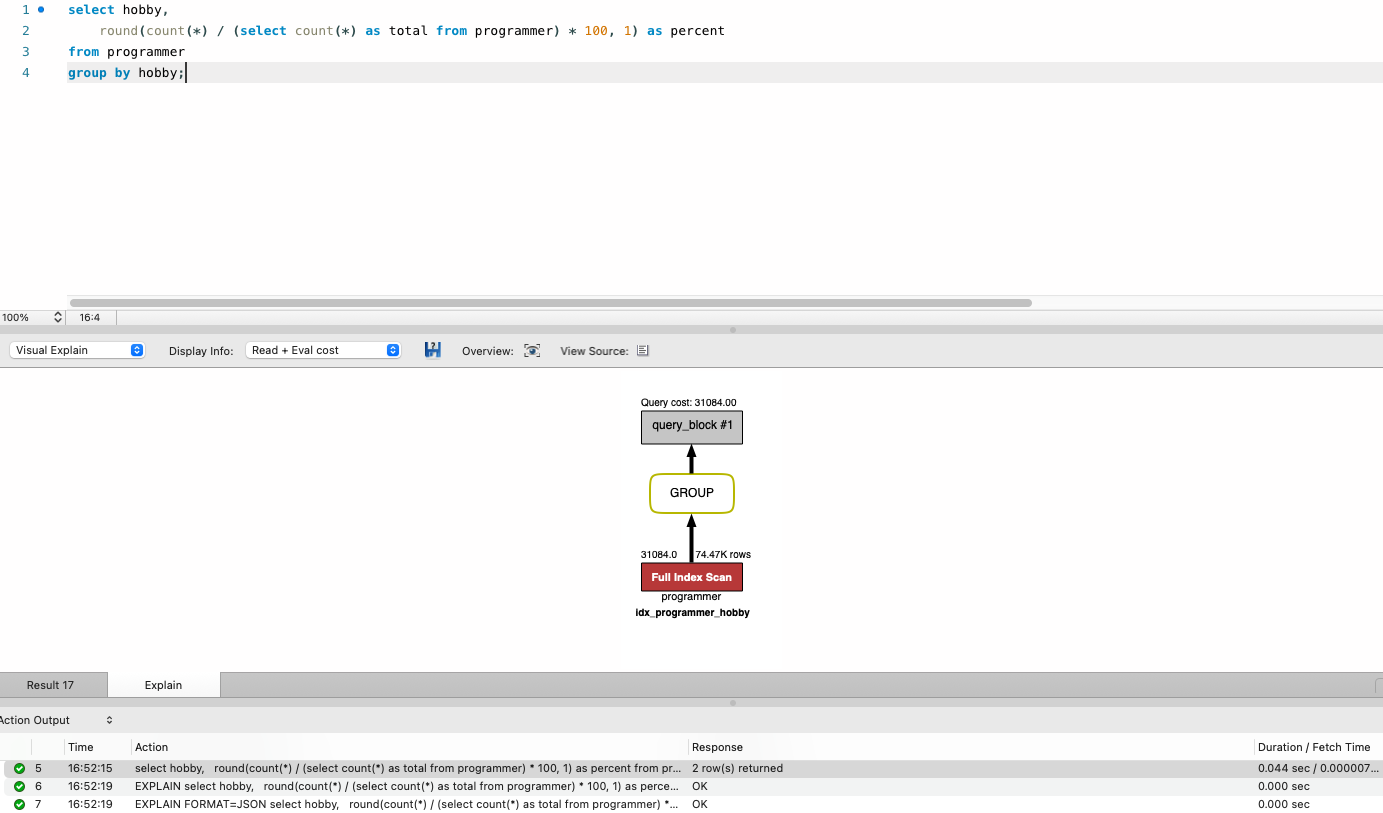 1 select hobby,
2 round(count(*) / (select count(*) as total from programmer) * 100, 1) as percent
3 from programmer
4 group by hobby;
100% 16:4
Visual Explain Display Info: Read + Eval cost Overview: View Source:
Query cost: 31084.00
query_block #1
GROUP
31084.0 74.47K rows
Full Index Scan
programmer
idx_programmer_hobby
Result 17 Explain
Action Output
Time Action Response Duration / Fetch Time
5 16:52:15 select hobby, round(count(*) / (select count(*) as total from programmer) * 100, 1) as percent from pr... 2 row(s) returned 0.044 sec / 0.000007...
6 16:52:19 EXPLAIN select hobby, round(count(*) / (select count(*) as total from programmer) * 100, 1) as perce... OK 0.000 sec
7 16:52:19 EXPLAIN FORMAT=JSON select hobby, round(count(*) / (select count(*) as total from programmer) *... OK 0.000 sec